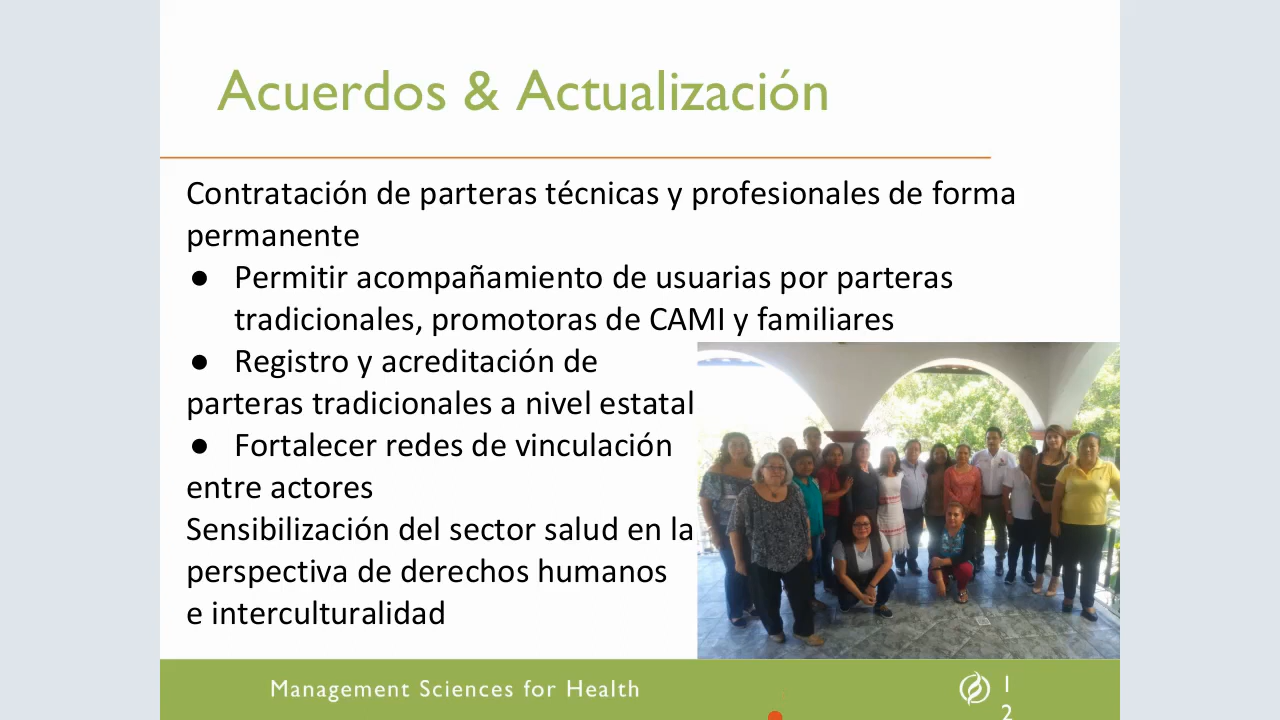 Acuerdos & Actualización
Contratación de parteras técnicas y profesionales de forma
permanente
● Permitir acompañamiento de usuarias por parteras
tradicionales, promotoras de CAMI y familiares
● Registro y acreditación de
parteras tradicionales a nivel estatal
● Fortalecer redes de vinculación
entre actores
Sensibilización del sector salud en la
perspectiva de derechos humanos
e interculturalidad
Management Sciences for Health
1
2